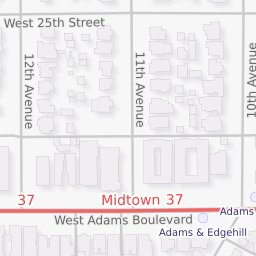 West 25th Street
12th Avenue
11th Avenue
10th Avenue
37
Midtown 37
Adams
West Adams Boulevard
Adams & Edgehill